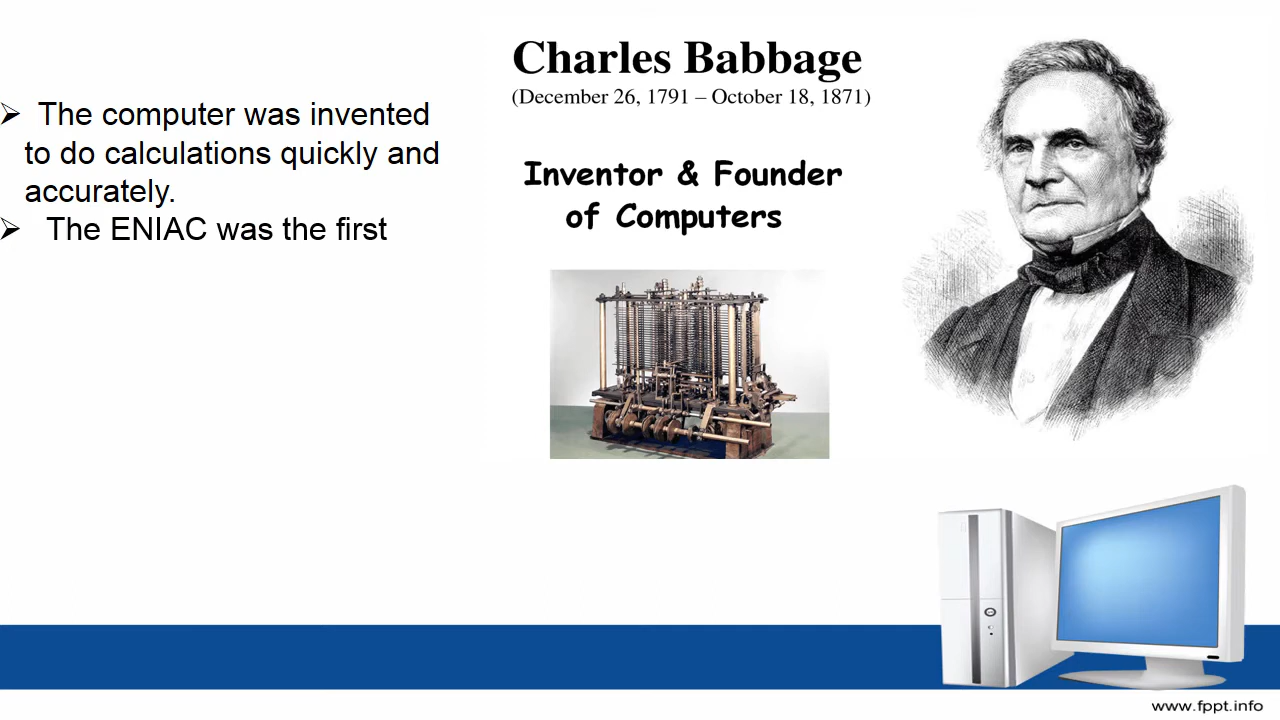 ➢ The computer was invented
to do calculations quickly and
accurately.
➢ The ENIAC was the first
Charles Babbage
(December 26, 1791 – October 18, 1871)
Inventor & Founder
of Computers
www.fppt.info